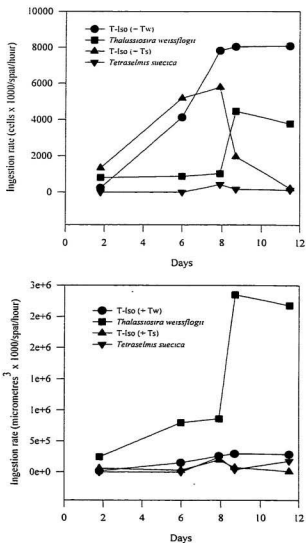 T-Iso (– Tw)
Thalassiosira weissflogii
T-Iso (– Ts)
Tetraselmis suecica
10000
8000
6000
4000
2000
0
Ingestion rate (cells x 1000/spat/hour)
0 2 4 6 8 10 12
Days
T-Iso (+ Tw)
Thalassiosira weissflogii
T-Iso (+ Ts)
Tetraselmis suecica
3e+6
2e+6
2e+6
1e+6
5e+5
0e+0
Ingestion rate (micrometres³ x 1000/spat/hour)
0 2 4 6 8 10 12
Days